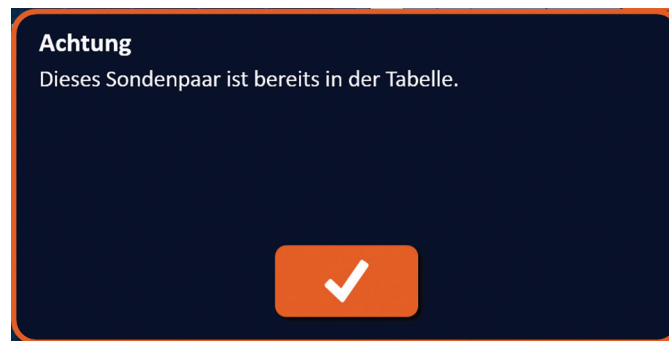 Achtung
Dieses Sondenpaar ist bereits in der Tabelle.